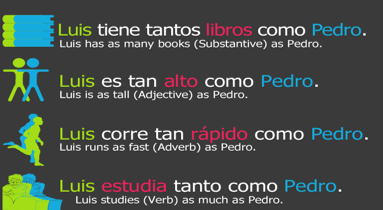 Luis tiene tantos libros como Pedro.
Luis has as many books (Substantive) as Pedro.
Luis es tan alto como Pedro.
Luis is as tall (Adjective) as Pedro.
Luis corre tan rápido como Pedro.
Luis runs as fast (Adverb) as Pedro.
Luis estudia tanto como Pedro.
Luis studies (Verb) as much as Pedro.